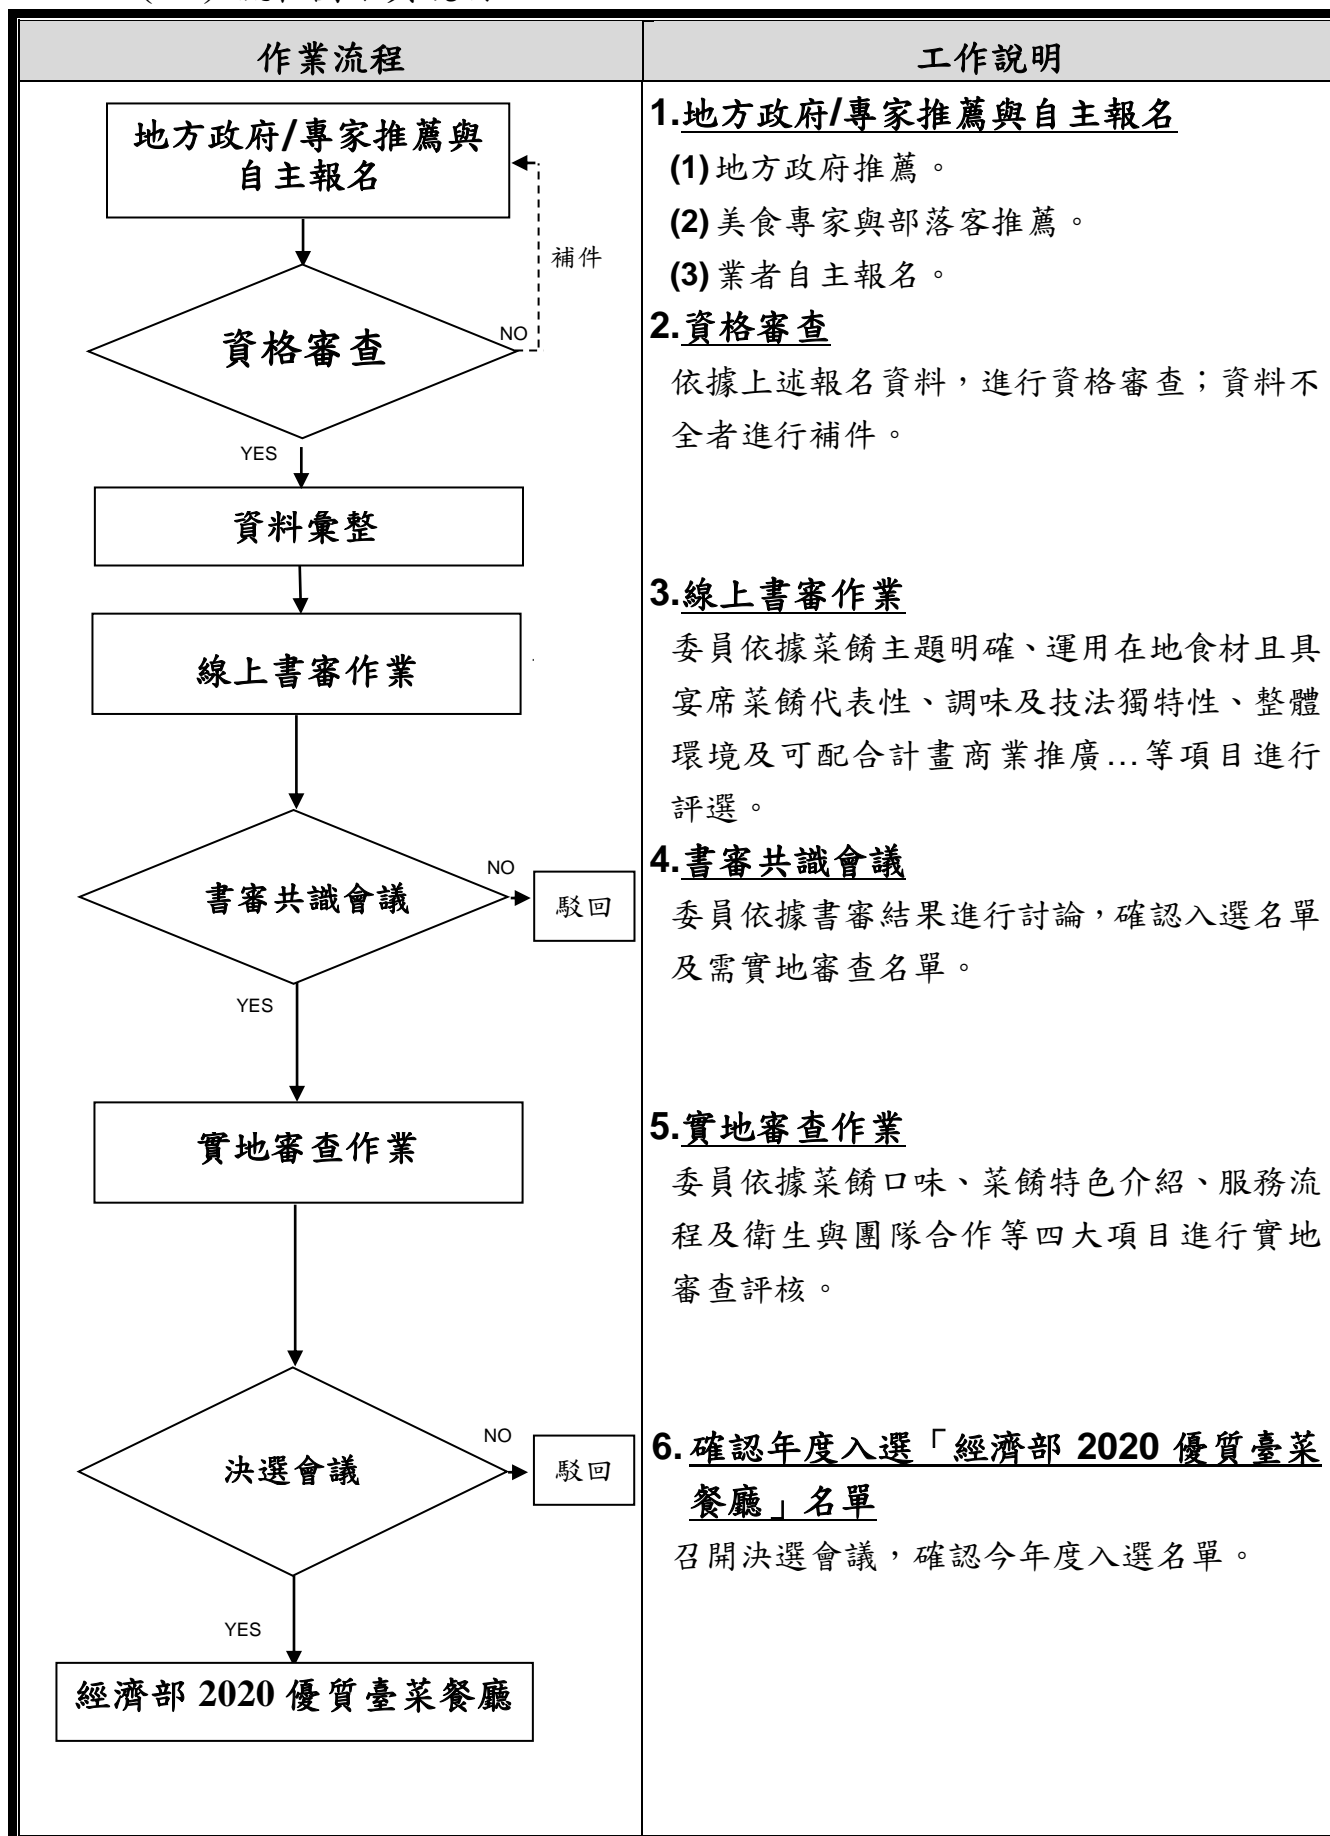 作業流程
工作說明
地方政府/專家推薦與
自主報名
補件
資格審查
NO
YES
資料彙整
線上書審作業
書審共識會議
NO
駁回
YES
實地審查作業
決選會議
NO
駁回
YES
經濟部 2020 優質臺菜餐廳
1.地方政府/專家推薦與自主報名
(1)地方政府推薦。
(2)美食專家與部落客推薦。
(3)業者自主報名。
2.資格審查
依據上述報名資料，進行資格審查；資料不
全者進行補件。
3.線上書審作業
委員依據菜餚主題明確、運用在地食材且具
宴席菜餚代表性、調味及技法獨特性、整體
環境及可配合計畫商業推廣…等項目進行
評選。
4.書審共識會議
委員依據書審結果進行討論，確認入選名單
及需實地審查名單。
5.實地審查作業
委員依據菜餚口味、菜餚特色介紹、服務流
程及衛生與團隊合作等四大項目進行實地
審查評核。
6.確認年度入選「經濟部 2020 優質臺菜
餐廳」名單
召開決選會議，確認今年度入選名單。